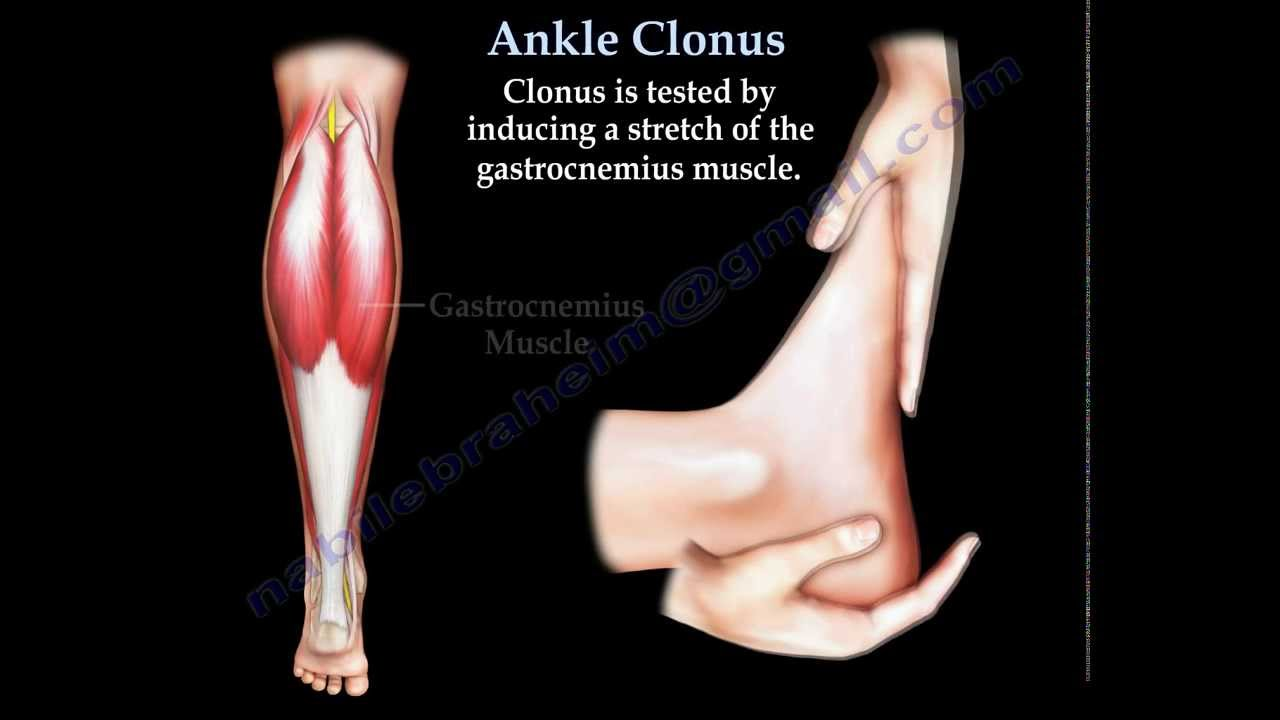 Ankle Clonus
Clonus is tested by
inducing a stretch of the
gastrocnemius muscle.
Gastrocnemius
Muscle
nabilebraheim@gmail.com